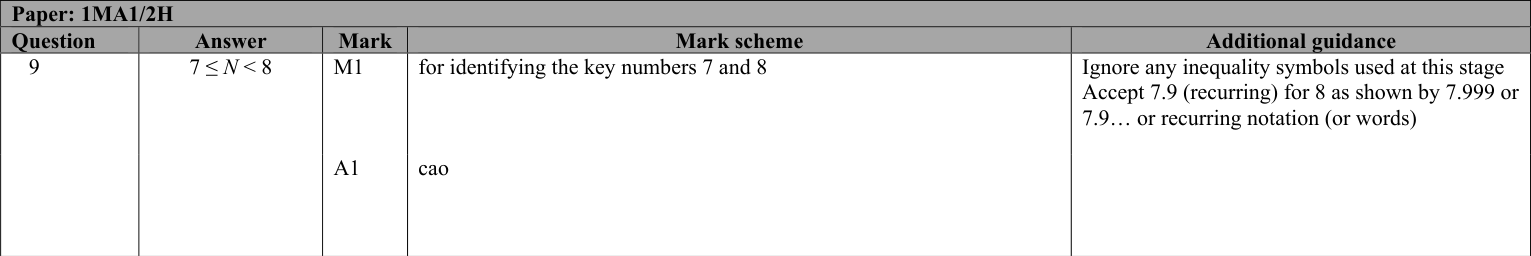 Paper: 1MA1/2H
Question Answer Mark Mark scheme Additional guidance
9 7 ≤ N < 8 M1 for identifying the key numbers 7 and 8 Ignore any inequality symbols used at this stage
Accept 7.9 (recurring) for 8 as shown by 7.999 or
7.9… or recurring notation (or words)
A1 cao